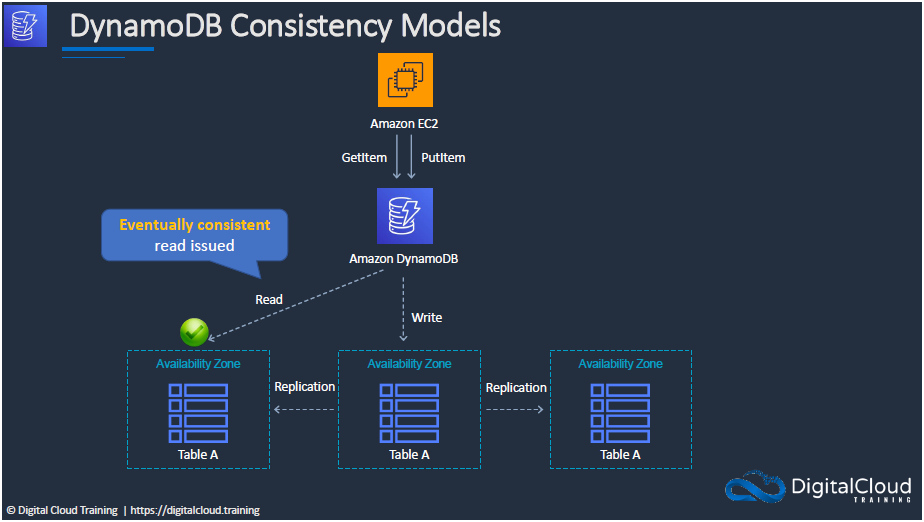 DynamoDB Consistency Models
Amazon EC2
GetItem
PutItem
Eventually consistent
read issued
Amazon DynamoDB
Read
Write
Availability Zone
Availability Zone
Availability Zone
Replication
Replication
Table A
Table A
Table A
DigitalCloud
TRAINING
© Digital Cloud Training | https://digitalcloud.training